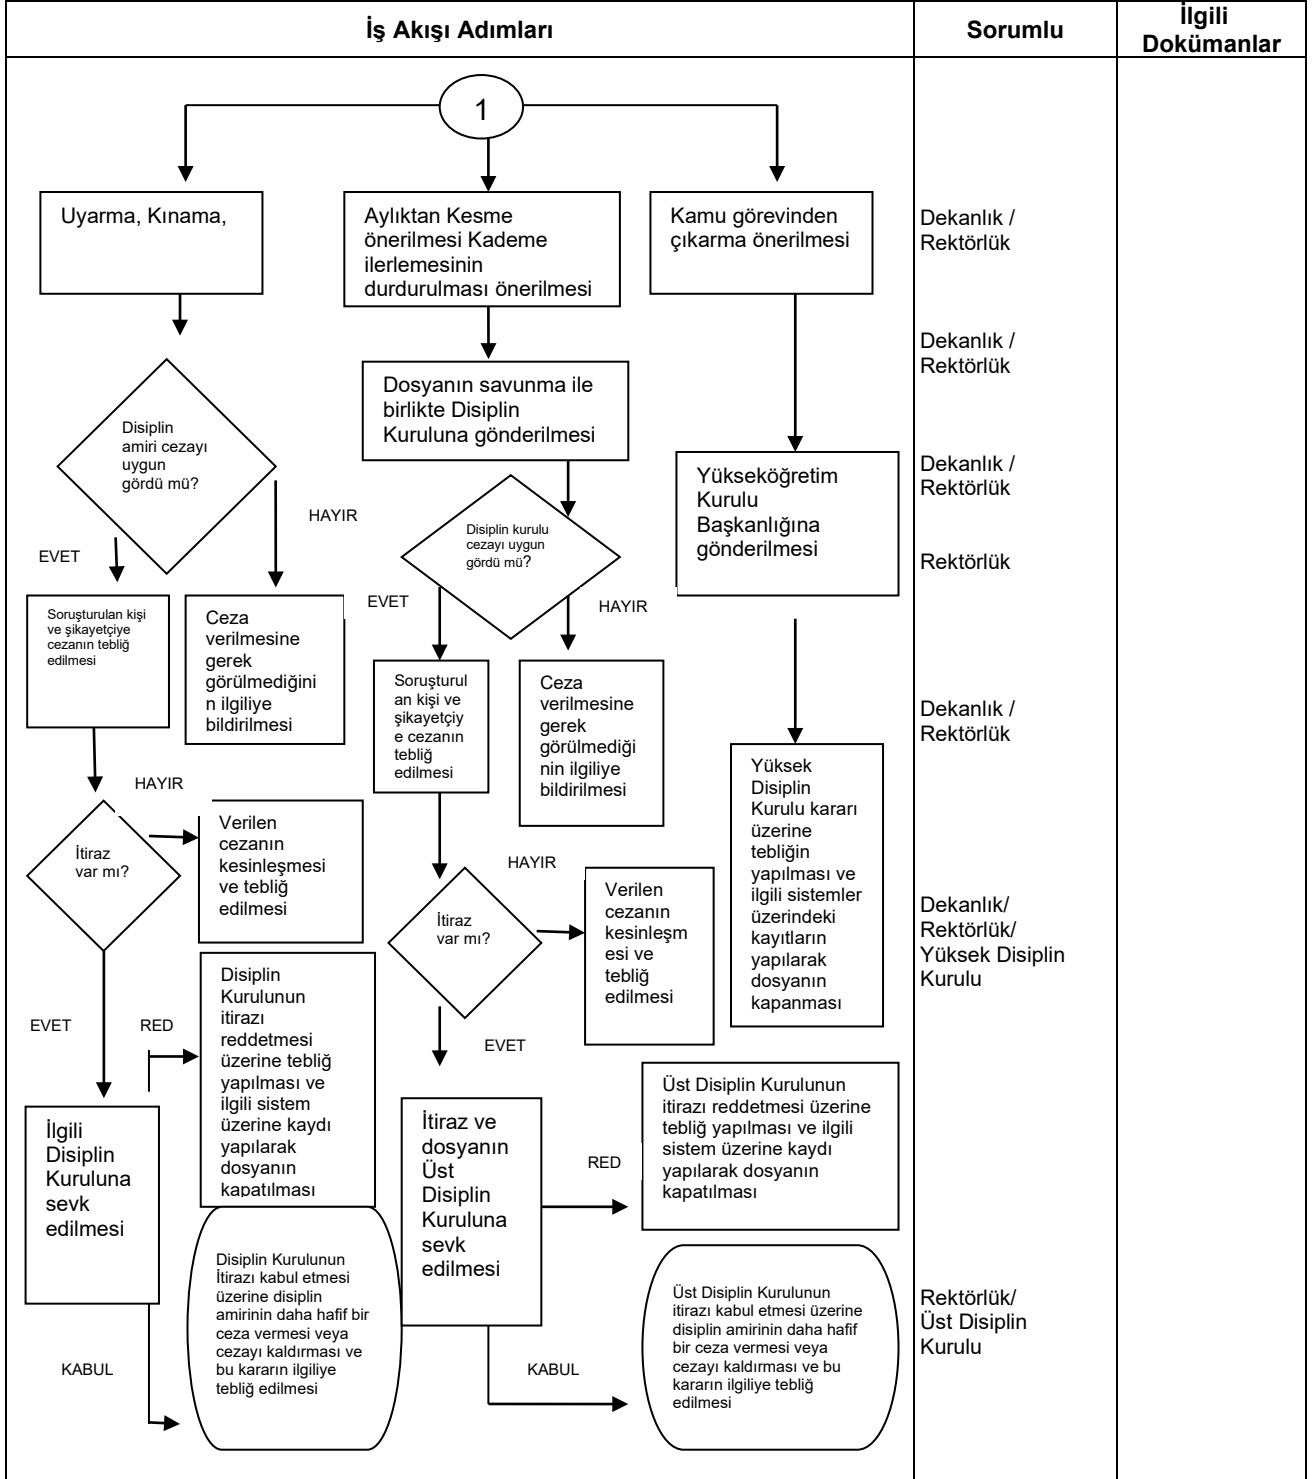 İş Akışı Adımları
Sorumlu
İlgili
Dokümanlar
1
Uyarma, Kınama,
Aylıktan Kesme
önerilmesi Kademe
ilerlemesinin
durdurulması önerilmesi
Kamu görevinden
çıkarma önerilmesi
Dekanlık /
Rektörlük
Disiplin
amiri cezayı
uygun
gördü mü?
Dosyanın savunma ile
birlikte Disiplin
Kuruluna gönderilmesi
Dekanlık /
Rektörlük
HAYIR
EVET
Disiplin kurulu
cezayı uygun
gördü mü?
Yükseköğretim
Kurulu
Başkanlığına
gönderilmesi
Dekanlık /
Rektörlük
Rektörlük
EVET
HAYIR
Soruşturulan kişi
ve şikayetçiye
cezanın tebliğ
edilmesi
Ceza
verilmesine
gerek
görülmediğini
n ilgiliye
bildirilmesi
Soruşturul
an kişi ve
şikayetçiy
e cezanın
tebliğ
edilmesi
Ceza
verilmesine
gerek
görülmediği
nin ilgiliye
bildirilmesi
Dekanlık /
Rektörlük
HAYIR
İtiraz
var mı?
Verilen
cezanın
kesinleşmesi
ve tebliğ
edilmesi
HAYIR
İtiraz
var mı?
Verilen
cezanın
kesinleşm
esi ve
tebliğ
edilmesi
Yüksek
Disiplin
Kurulu kararı
üzerine
tebliğin
yapılması ve
ilgili sistemler
üzerindeki
kayıtların
yapılarak
dosyanın
kapanması
Dekanlık/
Rektörlük/
Yüksek Disiplin
Kurulu
EVET
RED
Disiplin
Kurulunun
itirazı
reddetmesi
üzerine tebliğ
yapılması ve
ilgili sistem
üzerine kaydı
yapılarak
dosyanın
kapatılması
EVET
İlgili
Disiplin
Kuruluna
sevk
edilmesi
İtiraz ve
dosyanın
Üst
Disiplin
Kuruluna
sevk
edilmesi
RED
Üst Disiplin Kurulunun
itirazı reddetmesi üzerine
tebliğ yapılması ve ilgili
sistem üzerine kaydı
yapılarak dosyanın
kapatılması
KABUL
Disiplin Kurulunun
İtirazı kabul etmesi
üzerine disiplin
amirinin daha hafif bir
ceza vermesi veya
cezayı kaldırması ve
bu kararın ilgiliye
tebliğ edilmesi
KABUL
Üst Disiplin Kurulunun
itirazı kabul etmesi üzerine
disiplin amirinin daha hafif
bir ceza vermesi veya
cezayı kaldırması ve bu
kararın ilgiliye tebliğ
edilmesi
Rektörlük/
Üst Disiplin
Kurulu